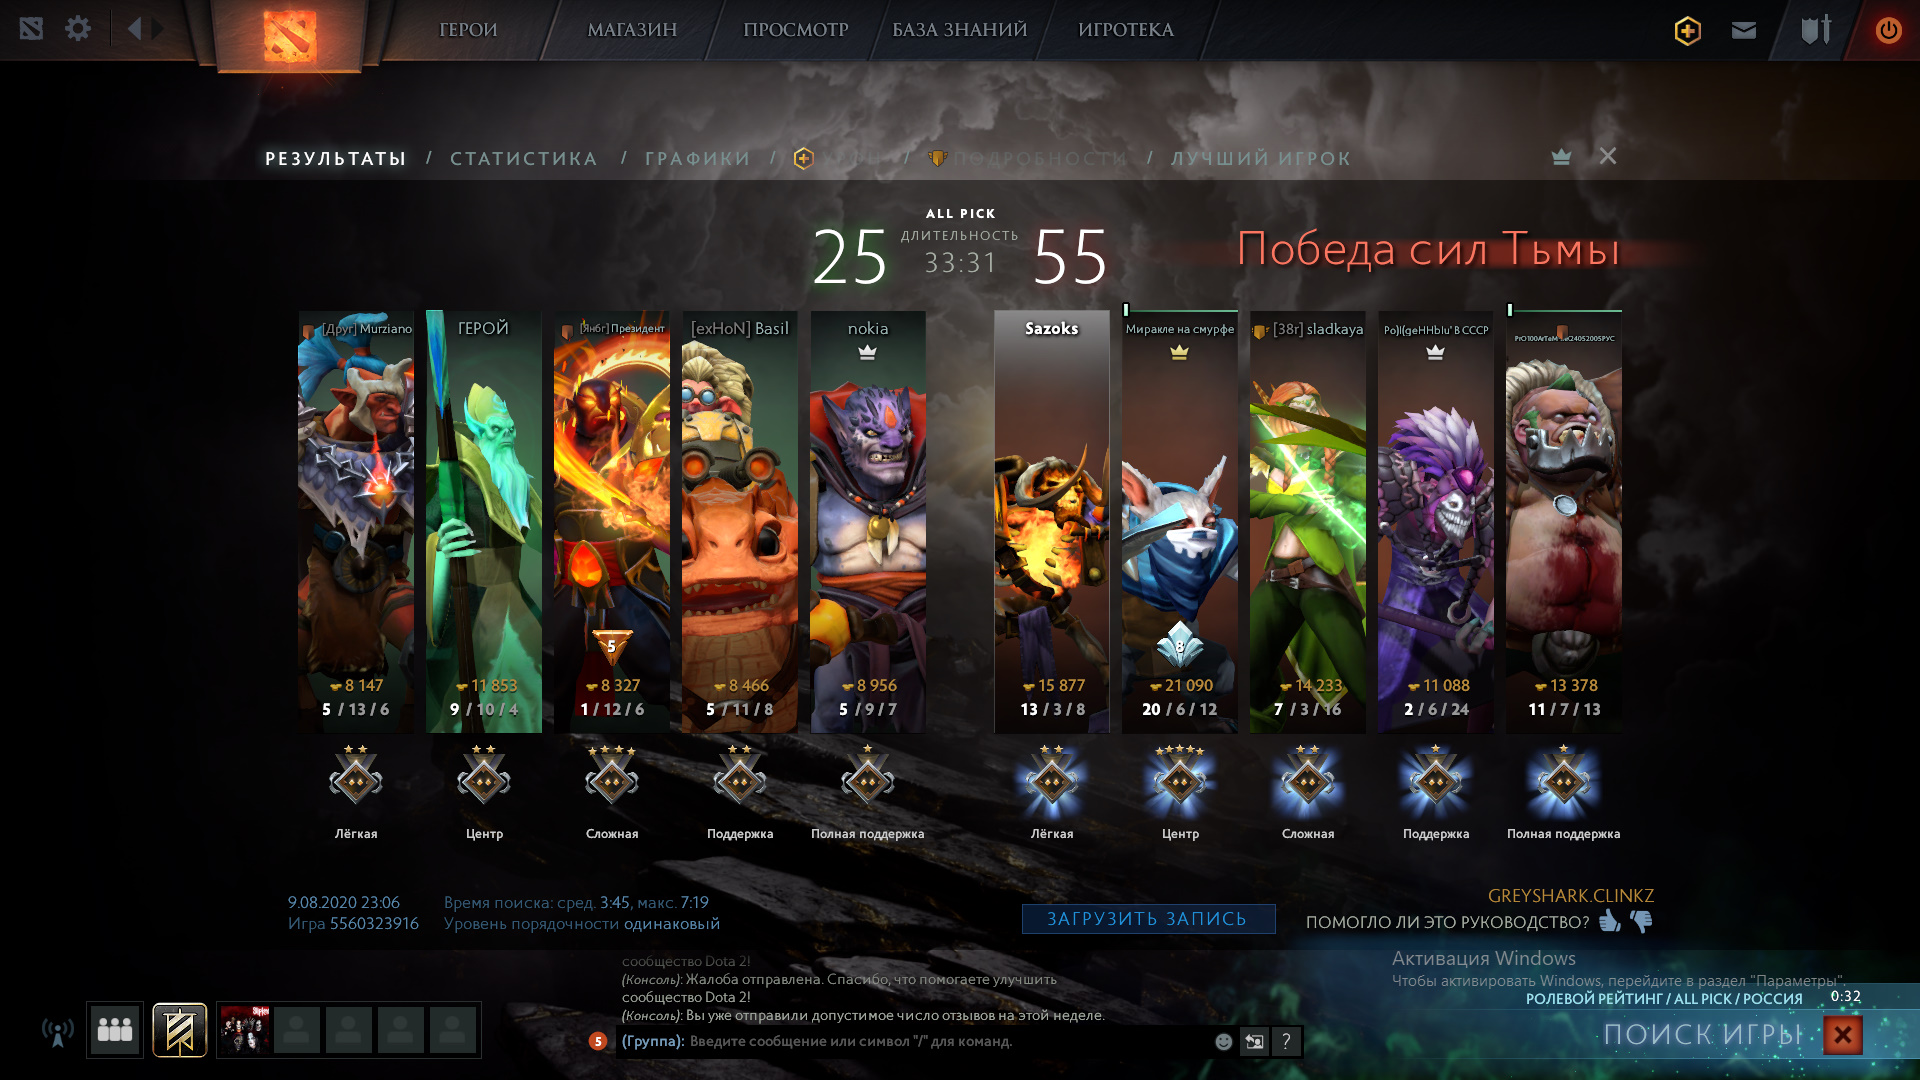 ГЕРОИ
МАГАЗИН
ПРОСМОТР
БАЗА ЗНАНИЙ
ИГРОТЕКА
РЕЗУЛЬТАТЫ / СТАТИСТИКА / ГРАФИКИ / / ПОДРОБНОСТИ / ЛУЧШИЙ ИГРОК
ALL PICK
ДЛИТЕЛЬНОСТЬ
25 33:31 55
Победа сил Тьмы
[Друг] Murziano
ГЕРОЙ
[Янбг] Президент
[exHoN] Basil
nokia
Sazoks
Миракле на смурфе
[38r] sladkaya
В СССР
5
8
8 147
11 853
8 327
8 466
8 956
15 877
21 090
14 233
11 088
13 378
5 / 13 / 6
9 / 10 / 4
1 / 12 / 6
5 / 11 / 8
5 / 9 / 7
13 / 3 / 8
20 / 6 / 12
7 / 3 / 16
2 / 6 / 24
11 / 7 / 13
Лёгкая
Центр
Сложная
Поддержка
Полная поддержка
Лёгкая
Центр
Сложная
Поддержка
Полная поддержка
9.08.2020 23:06
Время поиска: сред. 3:45, макс. 7:19
Игра 5560323916
Уровень порядочности одинаковый
ЗАГРУЗИТЬ ЗАПИСЬ
GREYSHARK.CLINKZ
ПОМОГЛО ЛИ ЭТО РУКОВОДСТВО?
сообщество Dota 2!
(Консоль): Жалоба отправлена. Спасибо, что помогаете улучшить
сообщество Dota 2!
(Консоль): Вы уже отправили допустимое число отзывов на этой неделе.
5
(Группа): Введите сообщение или символ "/" для команд.
?
Активация Windows
Чтобы активировать Windows, перейдите в раздел "Параметры".
РОЛЕВОЙ РЕЙТИНГ / ALL PICK / РОССИЯ
0:32
ПОИСК ИГРЫ